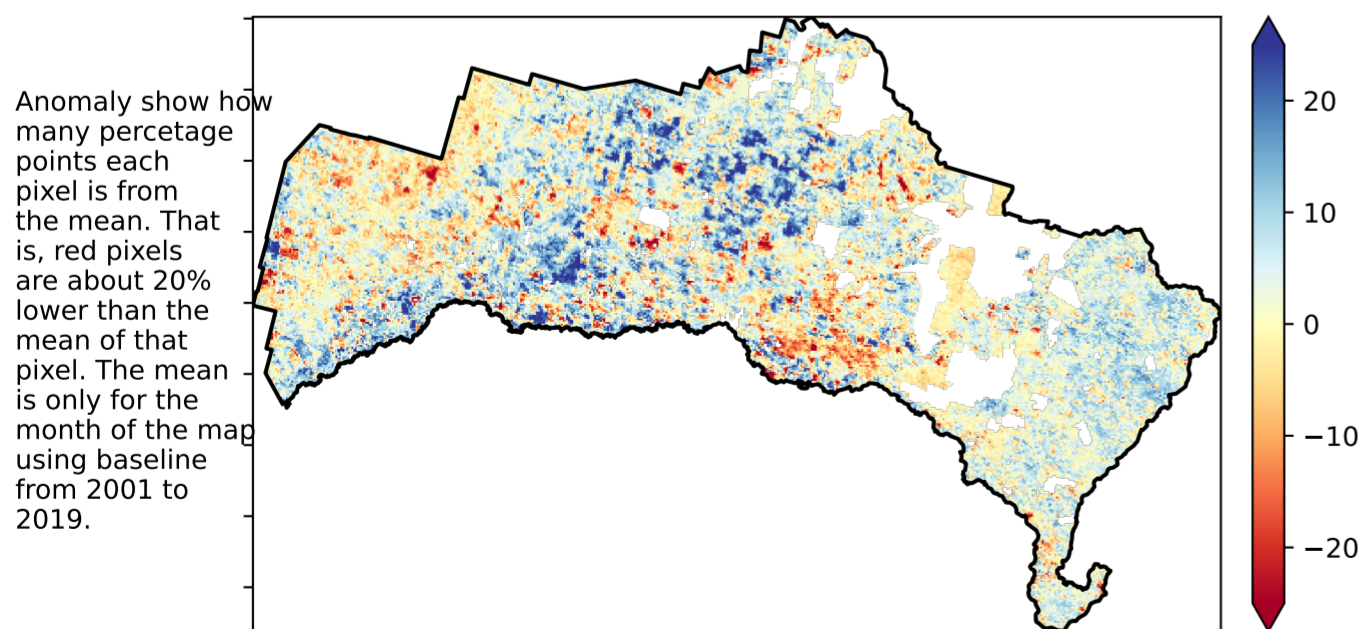 Anomaly show how
many percetage
points each
pixel is from
the mean. That
is, red pixels
are about 20%
lower than the
mean of that
pixel. The mean
is only for the
month of the map
using baseline
from 2001 to
2019.
20
10
0
−10
−20